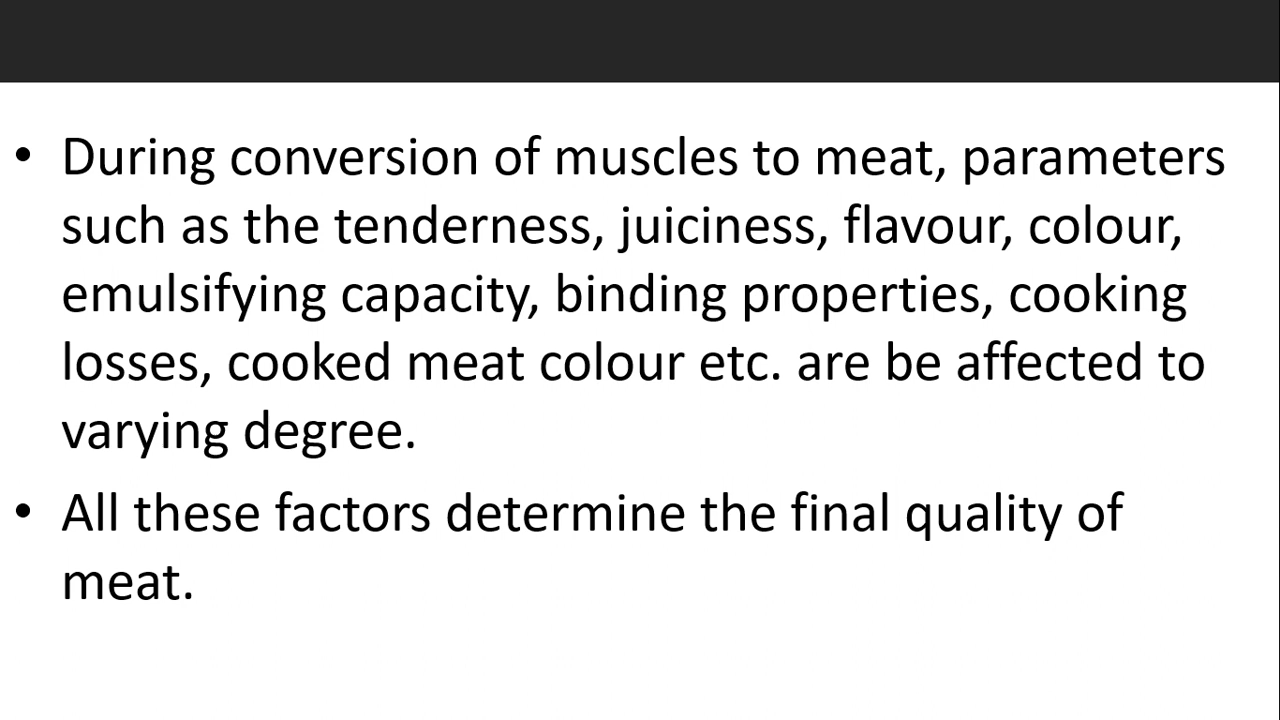 • During conversion of muscles to meat, parameters
such as the tenderness, juiciness, flavour, colour,
emulsifying capacity, binding properties, cooking
losses, cooked meat colour etc. are be affected to
varying degree.
• All these factors determine the final quality of
meat.